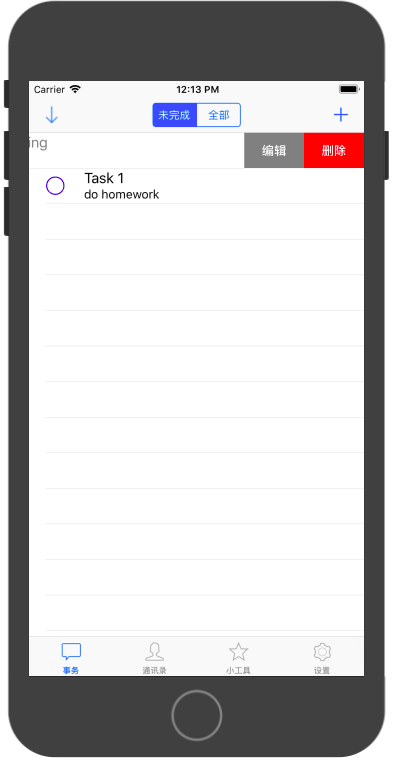 Carrier 12:13 PM
未完成 全部
ing 编辑 删除
Task 1
do homework
事务 通讯录 小工具 设置